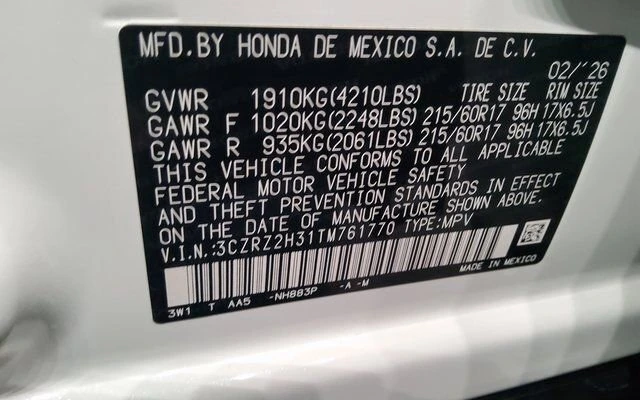 MFD.BY HONDA DE MEXICO S.A. DE C.V.
02/'26
GVWR 1910KG(4210LBS) TIRE SIZE RIM SIZE
GAWR F 1020KG(2248LBS) 215/60R17 96H 17X6.5J
GAWR R 935KG(2061LBS) 215/60R17 96H 17X6.5J
THIS VEHICLE CONFORMS TO ALL APPLICABLE
FEDERAL MOTOR VEHICLE SAFETY
AND THEFT PREVENTION STANDARDS IN EFFECT
ON THE DATE OF MANUFACTURE SHOWN ABOVE.
V.I.N.:3CZRZ2H31TM761770 TYPE:MPV
MADE IN MEXICO
3W1 T AA5 -NH883P -A -M